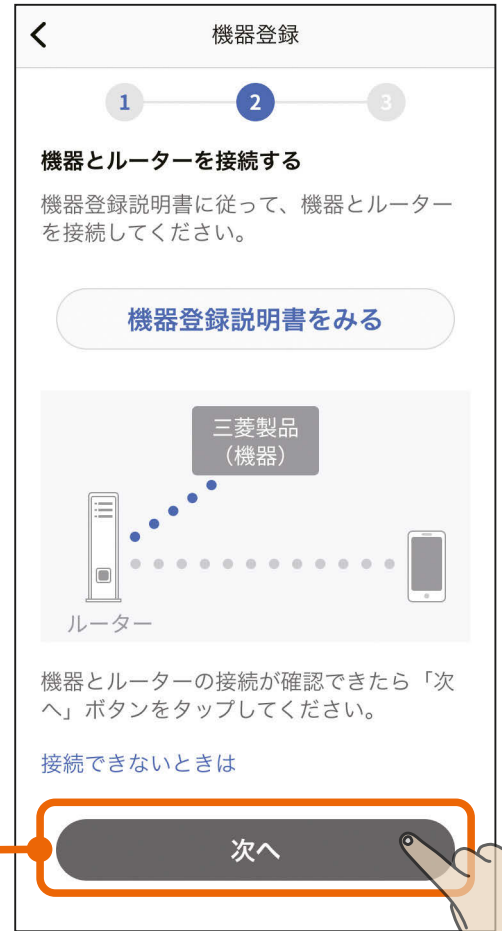 機器登録
1 2 3
機器とルーターを接続する
機器登録説明書に従って、機器とルーター
を接続してください。
機器登録説明書をみる
三菱製品
（機器）
ルーター
機器とルーターの接続が確認できたら「次
へ」ボタンをタップしてください。
接続できないときは
次へ